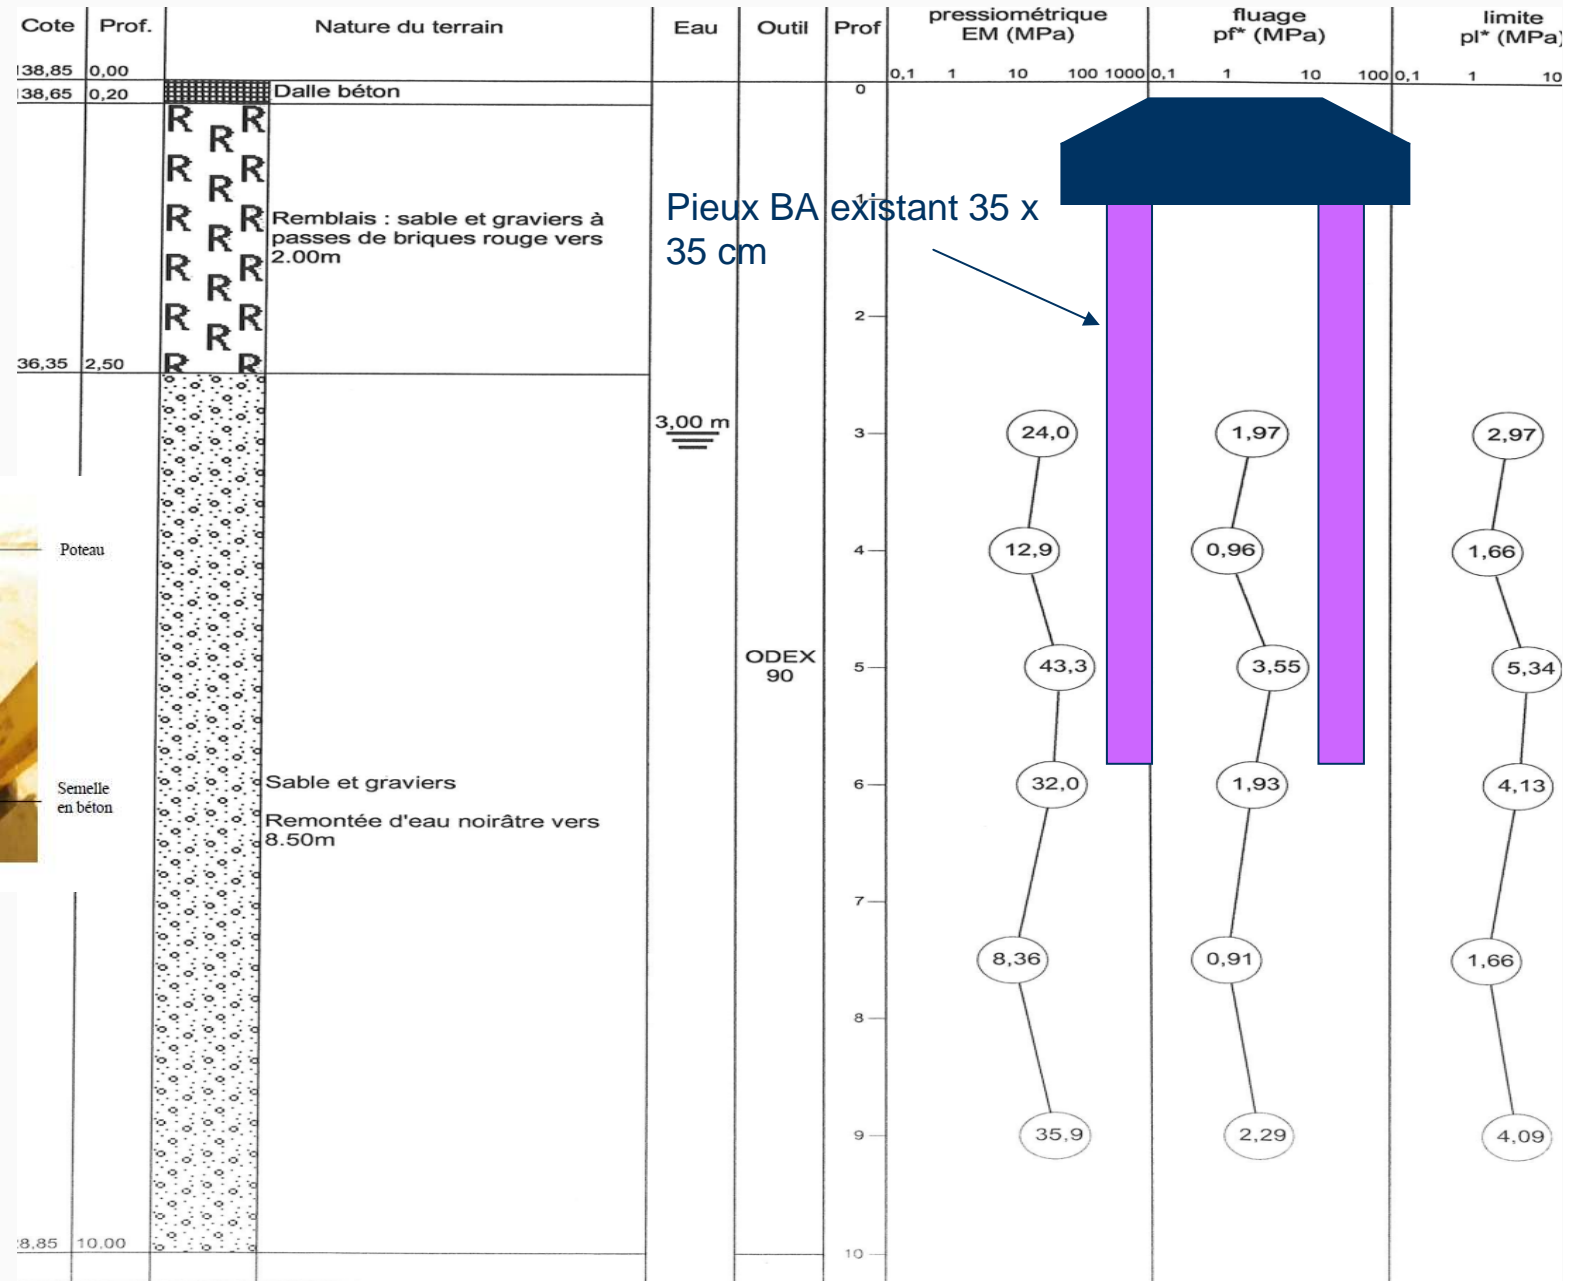 Cote Prof. Nature du terrain Eau Outil Prof pressiométrique EM (MPa) fluage pf* (MPa) limite pl* (MPa)
138,85 0,00
0,1 1 10 100 1000 0,1 1 10 100 0,1 1 10
138,65 0,20 Dalle béton
0
R R R
R R R
1
Pieux BA existant 35 x
35 cm
R R R
Remblais : sable et graviers à
passes de briques rouge vers
2.00m
R R R
2
R R R
R R
36,35 2,50
3,00 m
3 24,0 1,97 2,97
Poteau
4 12,9 0,96 1,66
ODEX
90
5 43,3 3,55 5,34
Semelle
en béton
Sable et graviers
6 32,0 1,93 4,13
Remontée d'eau noirâtre vers
8.50m
7
8,36 0,91 1,66
8
9 35,9 2,29 4,09
8,85 10,00
10